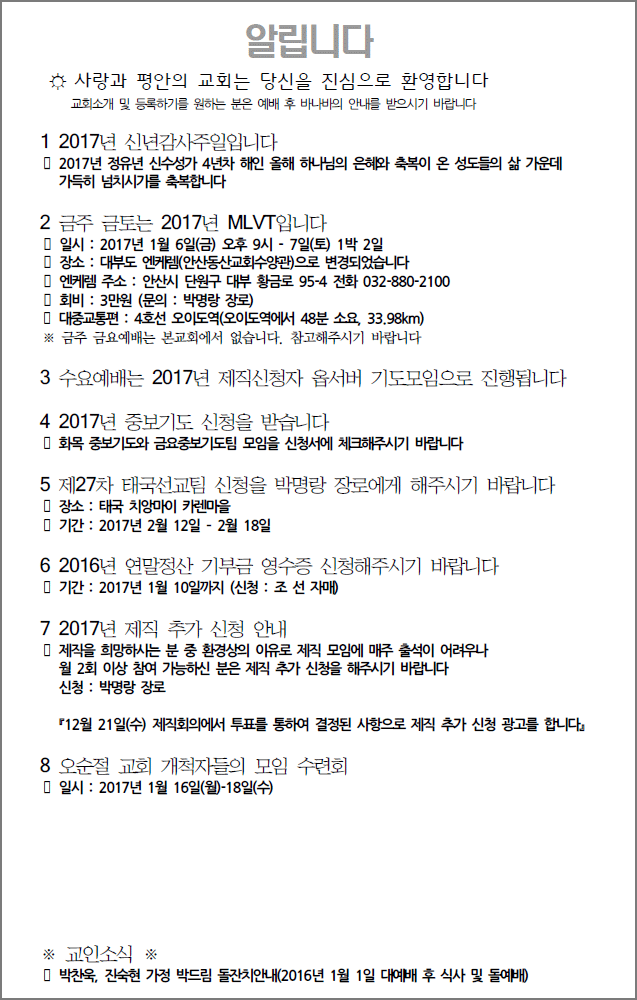 알립니다
☼ 사랑과 평안의 교회는 당신을 진심으로 환영합니다
교회소개 및 등록하기를 원하는 분은 예배 후 바나바의 안내를 받으시기 바랍니다
1 2017년 신년감사주일입니다
▯ 2017년 정유년 신수성가 4년차 해인 올해 하나님의 은혜와 축복이 온 성도들의 삶 가운데
가득히 넘치시기를 축복합니다
2 금주 금토는 2017년 MLVT입니다
▯ 일시 : 2017년 1월 6일(금) 오후 9시 - 7일(토) 1박 2일
▯ 장소 : 대부도 엔케렘(안산동산교회수양관)으로 변경되었습니다
▯ 엔케렘 주소 : 안산시 단원구 대부 황금로 95-4 전화 032-880-2100
▯ 회비 : 3만원 (문의 : 박명랑 장로)
▯ 대중교통편 : 4호선 오이도역(오이도역에서 48분 소요, 33.98km)
※ 금주 금요예배는 본교회에서 없습니다. 참고해주시기 바랍니다
3 수요예배는 2017년 제직신청자 옵서버 기도모임으로 진행됩니다
4 2017년 중보기도 신청을 받습니다
▯ 화목 중보기도와 금요중보기도팀 모임을 신청서에 체크해주시기 바랍니다
5 제27차 태국선교팀 신청을 박명랑 장로에게 해주시기 바랍니다
▯ 장소 : 태국 치앙마이 카렌마을
▯ 기간 : 2017년 2월 12일 - 2월 18일
6 2016년 연말정산 기부금 영수증 신청해주시기 바랍니다
▯ 기간 : 2017년 1월 10일까지 (신청 : 조 선 자매)
7 2017년 제직 추가 신청 안내
▯ 제직을 희망하시는 분 중 환경상의 이유로 제직 모임에 매주 출석이 어려우나
월 2회 이상 참여 가능하신 분은 제직 추가 신청을 해주시기 바랍니다
신청 : 박명랑 장로
『12월 21일(수) 제직회의에서 투표를 통하여 결정된 사항으로 제직 추가 신청 광고를 합니다』
8 오순절 교회 개척자들의 모임 수련회
▯ 일시 : 2017년 1월 16일(월)-18일(수)
※ 교인소식 ※
▯ 박찬욱, 진숙현 가정 박드림 돌잔치안내(2016년 1월 1일 대예배 후 식사 및 돌예배)